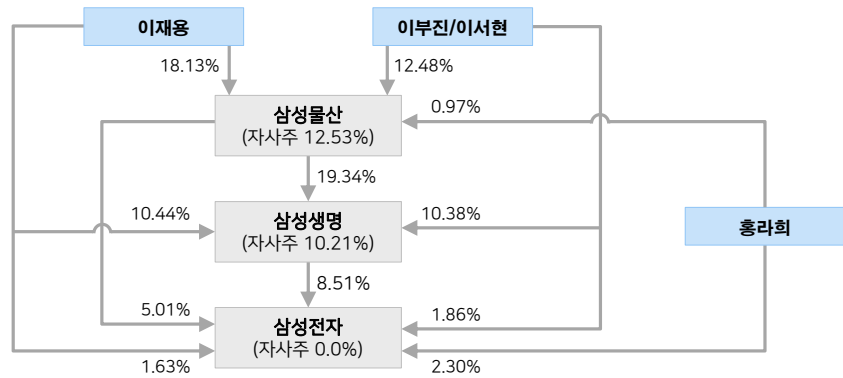 이재용
이부진/이서현
18.13%
12.48%
삼성물산
(자사주 12.53%)
0.97%
19.34%
10.44%
삼성생명
(자사주 10.21%)
10.38%
홍라희
8.51%
5.01%
삼성전자
(자사주 0.0%)
1.86%
1.63%
2.30%